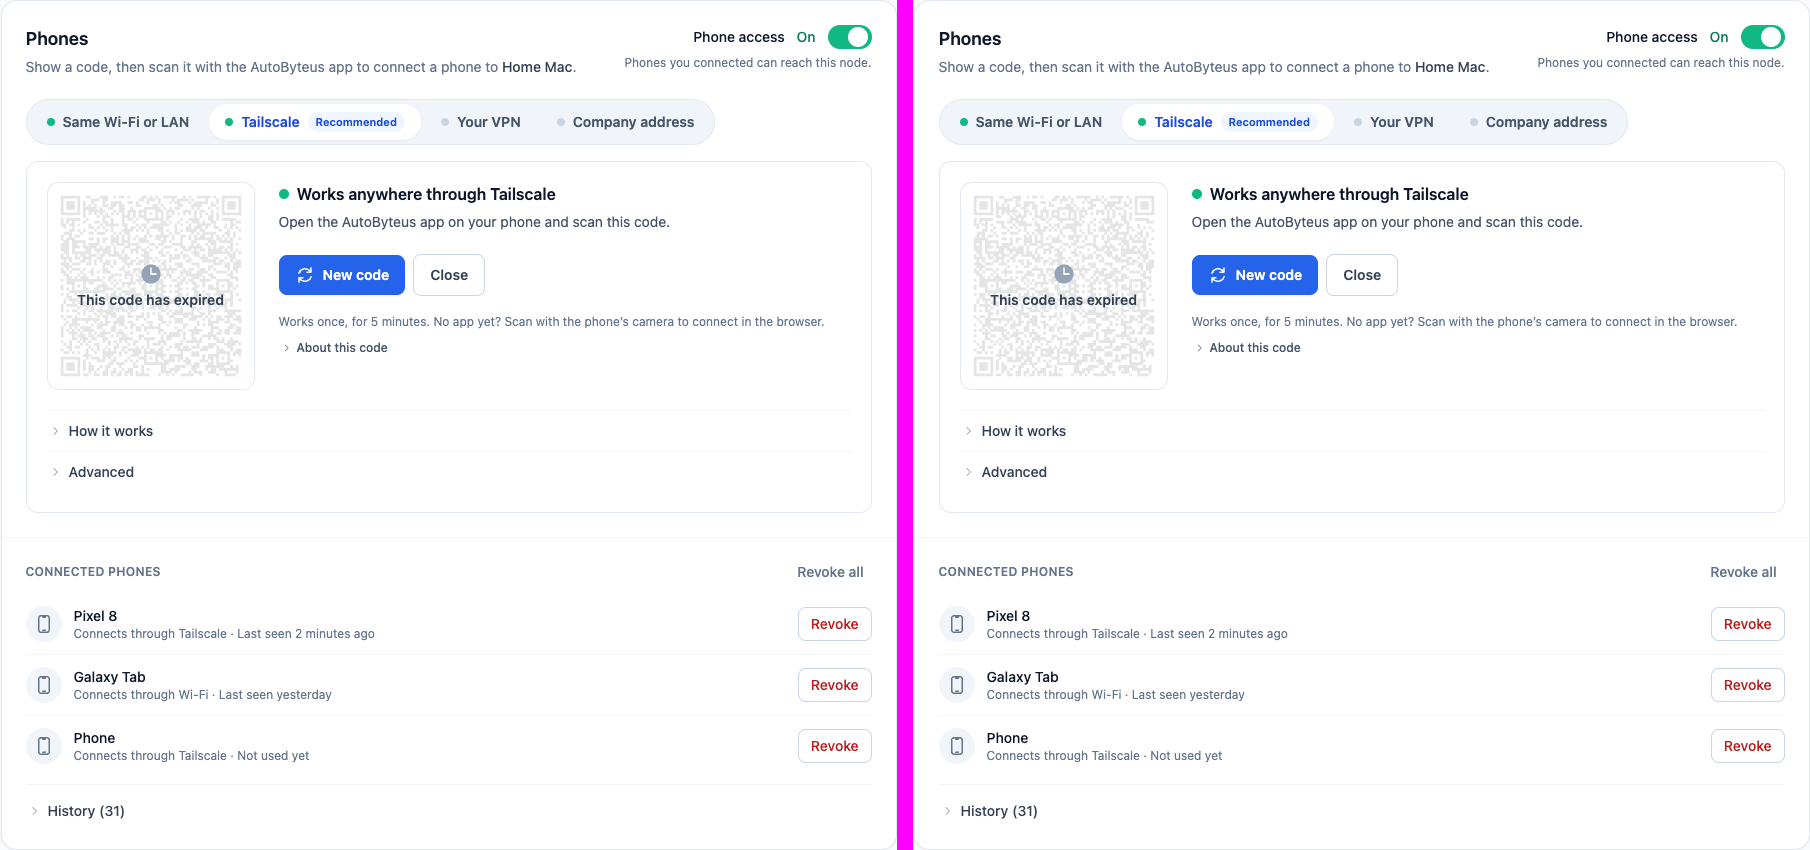 Phones
Phone access On
Show a code, then scan it with the AutoByteus app to connect a phone to Home Mac.
Phones you connected can reach this node.
Same Wi-Fi or LAN
Tailscale Recommended
Your VPN
Company address
This code has expired
Works anywhere through Tailscale
Open the AutoByteus app on your phone and scan this code.
New code
Close
Works once, for 5 minutes. No app yet? Scan with the phone's camera to connect in the browser.
About this code
How it works
Advanced
CONNECTED PHONES
Revoke all
Pixel 8
Connects through Tailscale · Last seen 2 minutes ago
Revoke
Galaxy Tab
Connects through Wi-Fi · Last seen yesterday
Revoke
Phone
Connects through Tailscale · Not used yet
Revoke
History (31)
Phones
Phone access On
Show a code, then scan it with the AutoByteus app to connect a phone to Home Mac.
Phones you connected can reach this node.
Same Wi-Fi or LAN
Tailscale Recommended
Your VPN
Company address
This code has expired
Works anywhere through Tailscale
Open the AutoByteus app on your phone and scan this code.
New code
Close
Works once, for 5 minutes. No app yet? Scan with the phone's camera to connect in the browser.
About this code
How it works
Advanced
CONNECTED PHONES
Revoke all
Pixel 8
Connects through Tailscale · Last seen 2 minutes ago
Revoke
Galaxy Tab
Connects through Wi-Fi · Last seen yesterday
Revoke
Phone
Connects through Tailscale · Not used yet
Revoke
History (31)